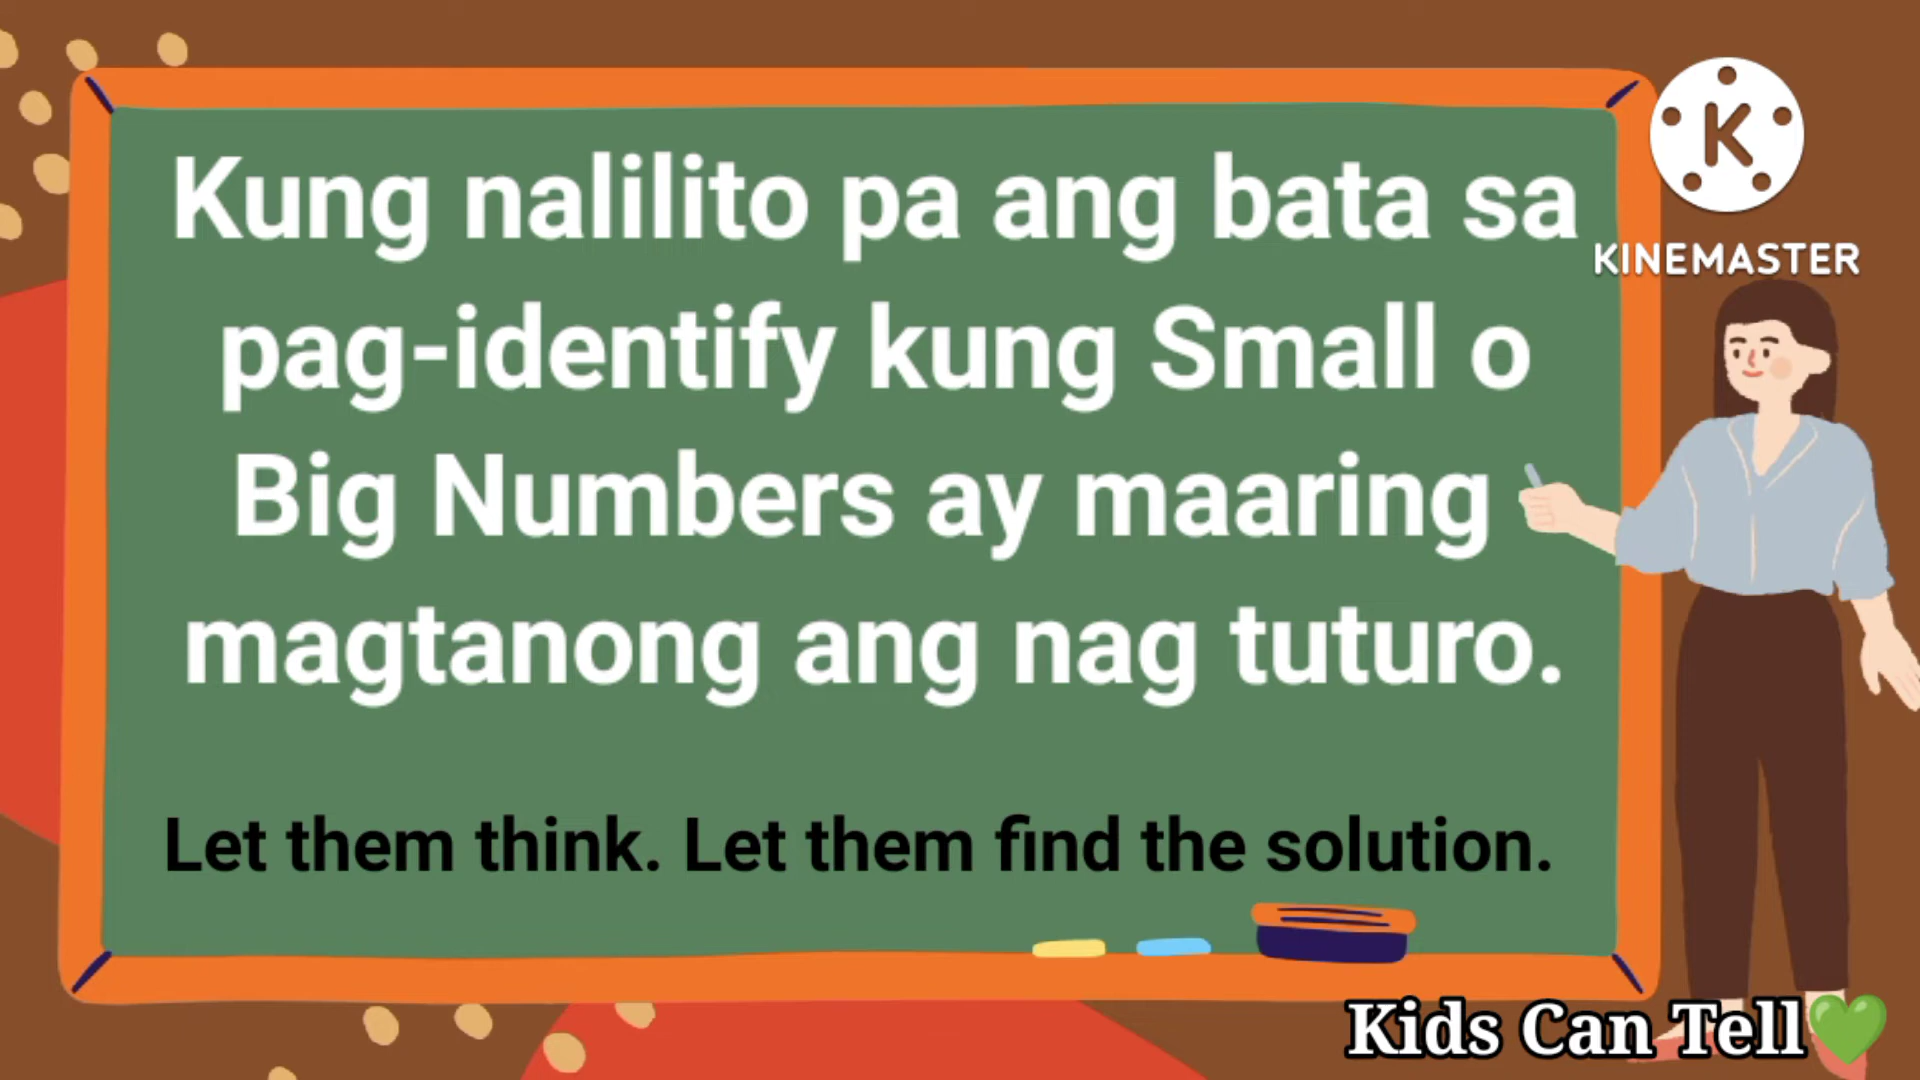 Kung nalilito pa ang bata sa
pag-identify kung Small o
Big Numbers ay maaring
magtanong ang nag tuturo.
Let them think. Let them find the solution.
K
KINEMASTER
Kids Can Tell